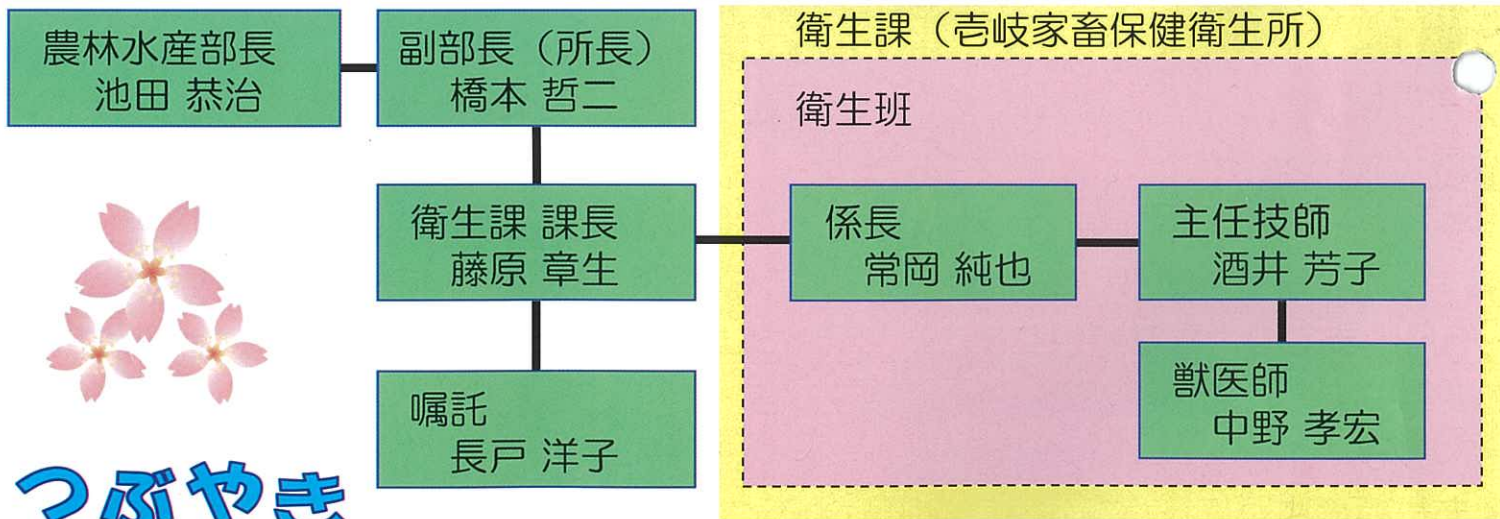 農林水産部長
池田 恭治
副部長（所長）
橋本 哲二
衛生課 課長
藤原 章生
嘱託
長戸 洋子
衛生課（壱岐家畜保健衛生所）
衛生班
係長
常岡 純也
主任技師
酒井 芳子
獣医師
中野 孝宏
つぶやき